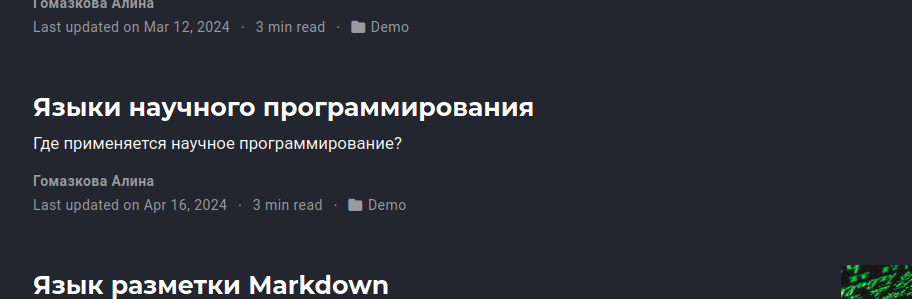 Гомазкова Алина
Last updated on Mar 12, 2024 · 3 min read · Demo
Языки научного программирования
Где применяется научное программирование?
Гомазкова Алина
Last updated on Apr 16, 2024 · 3 min read · Demo
Язык разметки Markdown